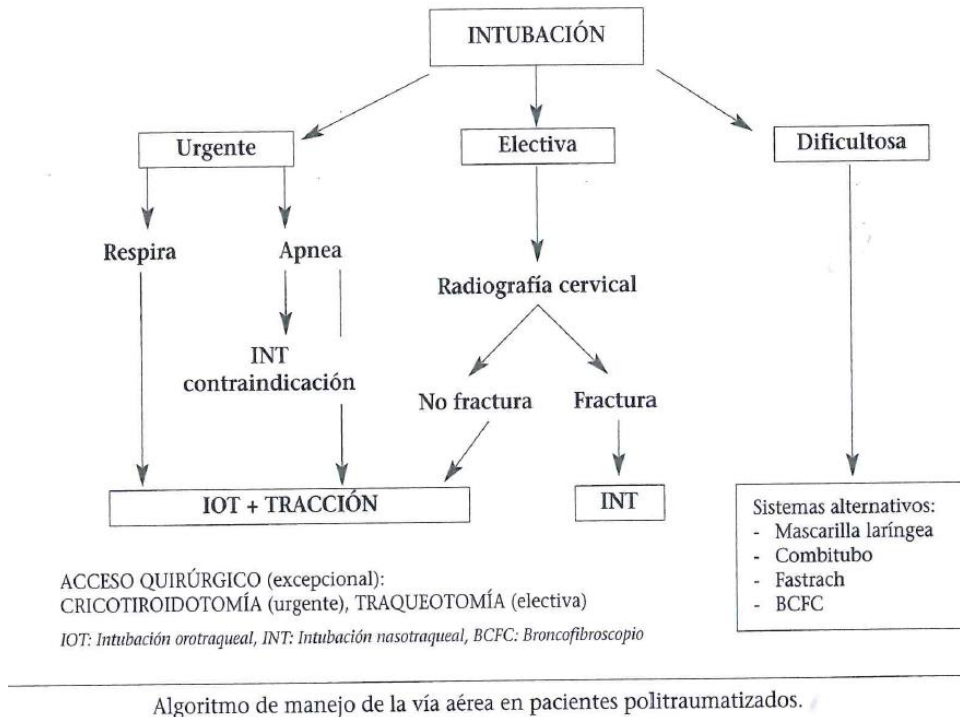 INTUBACIÓN
Urgente
Electiva
Dificultosa
Respira
Apnea
Radiografía cervical
INT
contraindicación
No fractura
Fractura
IOT + TRACCIÓN
INT
Sistemas alternativos:
- Mascarilla laríngea
- Combitubo
- Fastrach
- BCFC
ACCESO QUIRÚRGICO (excepcional):
CRICOTIROIDOTOMÍA (urgente), TRAQUEOTOMÍA (electiva)
IOT: Intubación orotraqueal, INT: Intubación nasotraqueal, BCFC: Broncofibroscopio
Algoritmo de manejo de la vía aérea en pacientes politraumatizados.